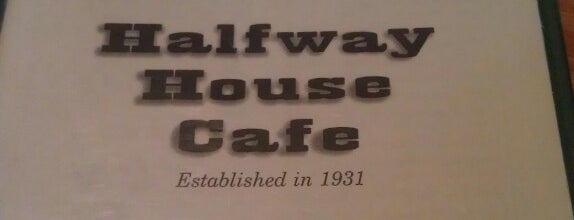 Halfway
House
Cafe
Established in 1931